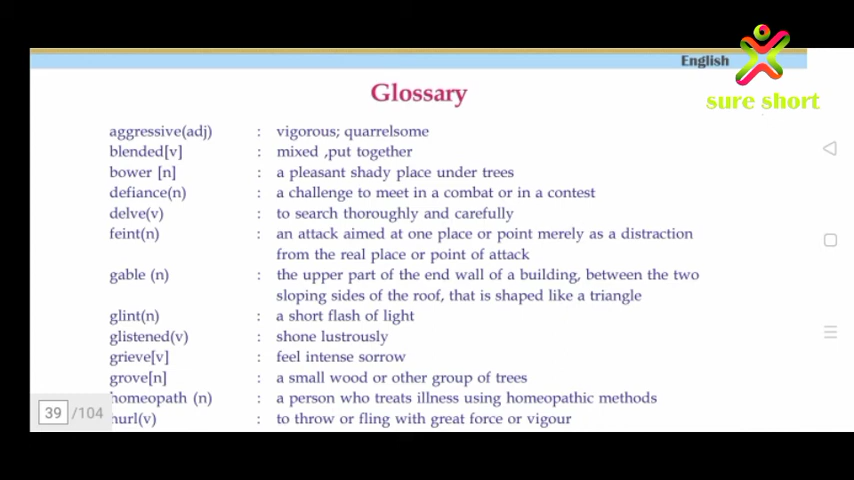 English
sure short
Glossary
aggressive(adj) : vigorous; quarrelsome
blended[v] : mixed ,put together
bower [n] : a pleasant shady place under trees
defiance(n) : a challenge to meet in a combat or in a contest
delve(v) : to search thoroughly and carefully
feint(n) : an attack aimed at one place or point merely as a distraction
from the real place or point of attack
gable (n) : the upper part of the end wall of a building, between the two
sloping sides of the roof, that is shaped like a triangle
glint(n) : a short flash of light
glistened(v) : shone lustrously
grieve[v] : feel intense sorrow
grove[n] : a small wood or other group of trees
homeopath (n) : a person who treats illness using homeopathic methods
hurl(v) : to throw or fling with great force or vigour
39 /104